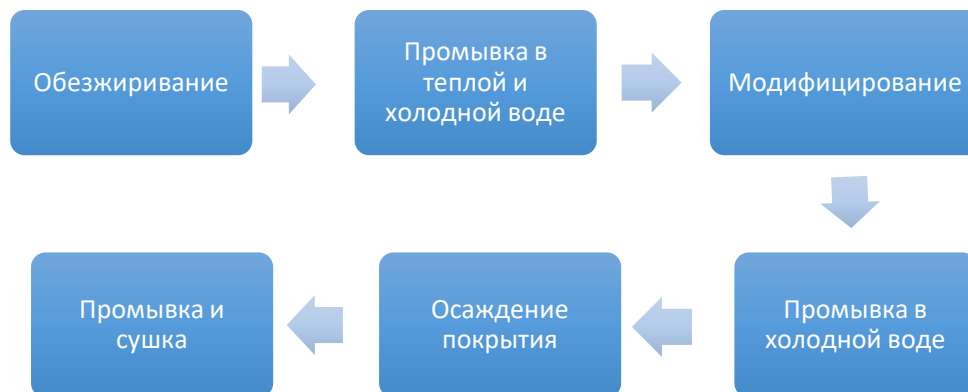 Обезжиривание
Промывка в
теплой и
холодной воде
Модифицирование
Промывка в
холодной воде
Осаждение
покрытия
Промывка и
сушка